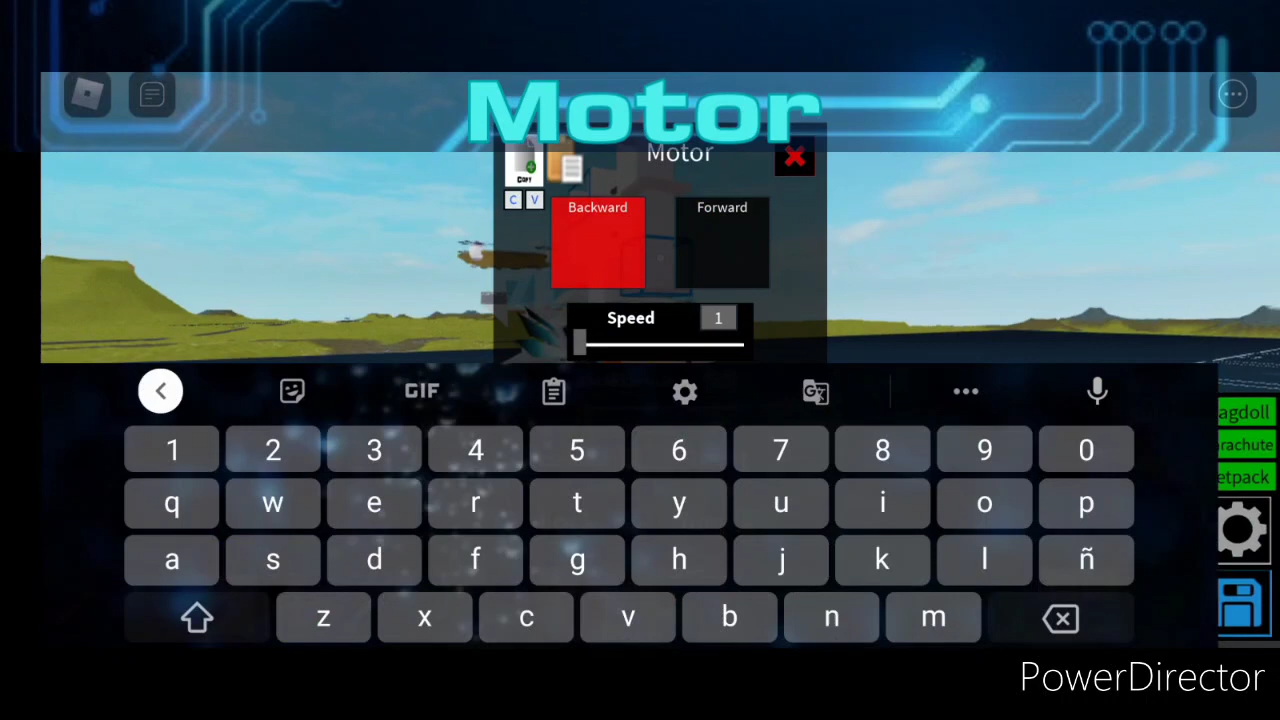 Motor
Motor
COPY
C V
Backward Forward
Speed 1
GIF
1 2 3 4 5 6 7 8 9 0
q w e r t y u i o p
a s d f g h j k l ñ
z x c v b n m
agdoll
rachute
etpack
PowerDirector